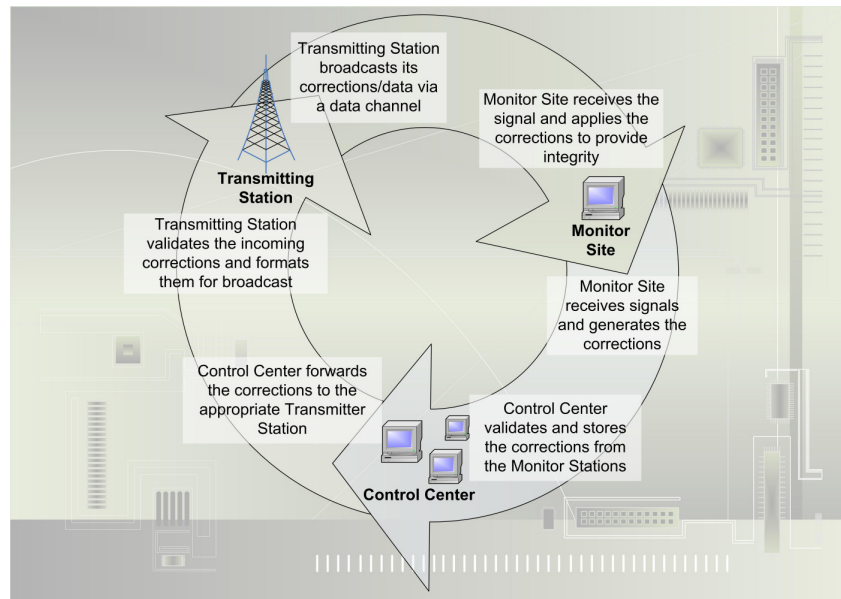 Transmitting Station
broadcasts its
corrections/data via
a data channel
Monitor Site receives the
signal and applies the
corrections to provide
integrity
Transmitting
Station
Monitor
Site
Transmitting Station
validates the incoming
corrections and formats
them for broadcast
Monitor Site
receives signals
and generates the
corrections
Control Center forwards
the corrections to the
appropriate Transmitter
Station
Control Center
validates and stores
the corrections from
the Monitor Stations
Control Center